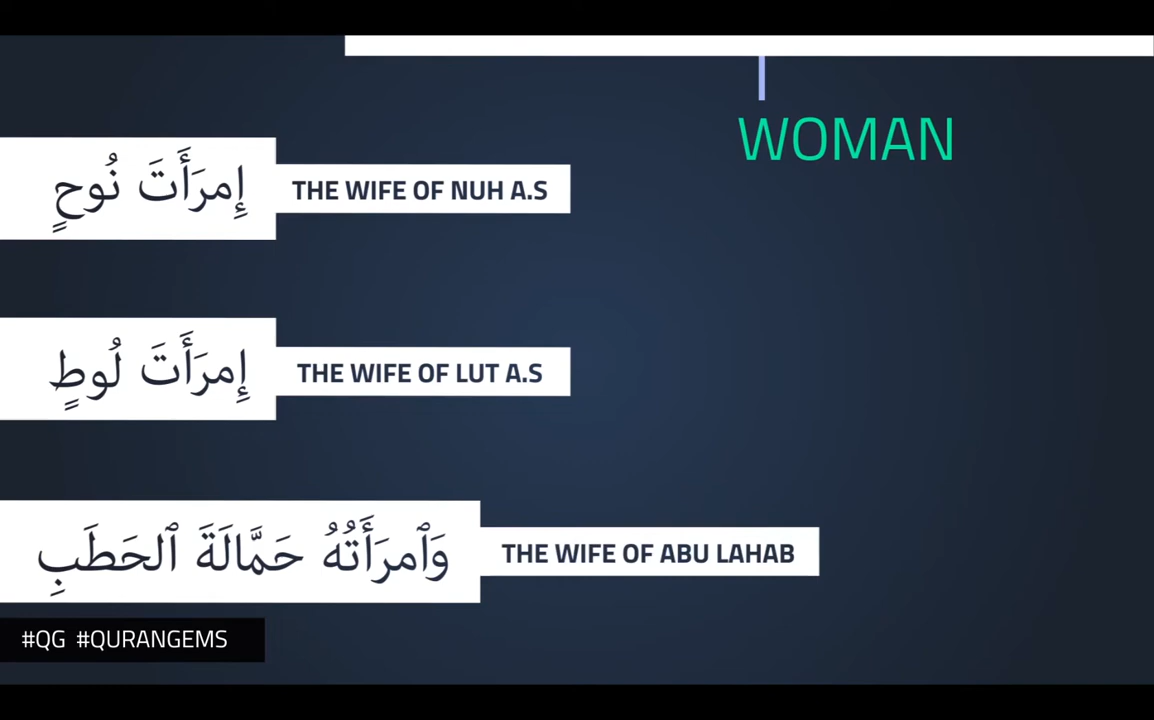 WOMAN
إِمرَأَتَ نُوحٍ
THE WIFE OF NUH A.S
إِمرَأَتَ لُوطٍ
THE WIFE OF LUT A.S
وَٱمرَأَتُهُ حَمَّالَةَ ٱلحَطَبِ
THE WIFE OF ABU LAHAB
#QG #QURANGEMS